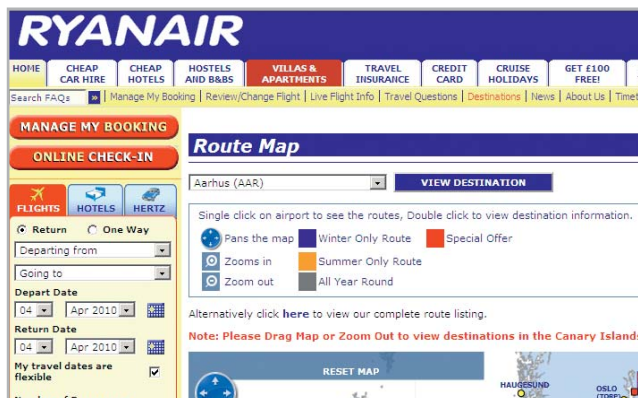 RYANAIR
HOME
CHEAP
CAR HIRE
CHEAP
HOTELS
HOSTELS
AND B&BS
VILLAS &
APARTMENTS
TRAVEL
INSURANCE
CREDIT
CARD
CRUISE
HOLIDAYS
GET £100
FREE!
Search FAQs | Manage My Booking | Review/Change Flight | Live Flight Info | Travel Questions | Destinations | News | About Us | Timet
MANAGE MY BOOKING
ONLINE CHECK-IN
FLIGHTS
HOTELS
HERTZ
Return One Way
Departing from
Going to
Depart Date
04 Apr 2010
Return Date
04 Apr 2010
My travel dates are
flexible
Route Map
Aarhus (AAR)
VIEW DESTINATION
Single click on airport to see the routes, Double click to view destination information.
Pans the map Winter Only Route Special Offer
Zooms in Summer Only Route
Zoom out All Year Round
Alternatively click here to view our complete route listing.
Note: Please Drag Map or Zoom Out to view destinations in the Canary Islands
RESET MAP
HAUGESUND
OSLO
(TORP)